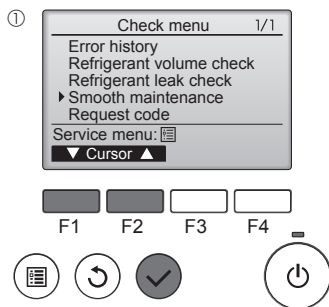 ①
Check menu 1/1
Error history
Refrigerant volume check
Refrigerant leak check
Smooth maintenance
Request code
Service menu:
▼ Cursor ▲
F1 F2 F3 F4